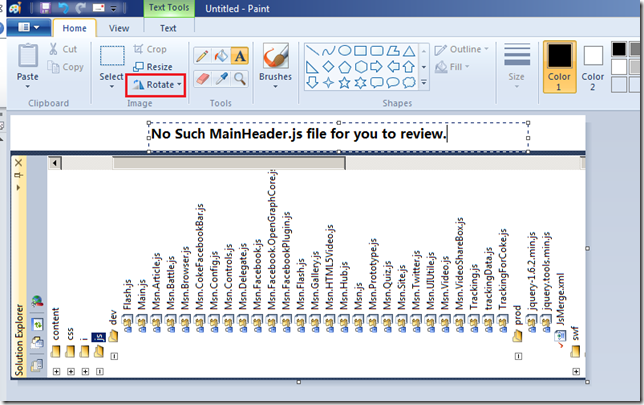 Text Tools
Untitled - Paint
Home
View
Text
Paste
Cut
Copy
Clipboard
Select
Crop
Resize
Rotate
Image
A
Tools
Brushes
Shapes
Outline
Fill
Size
Color
1
Color
2
No Such MainHeader.js file for you to review.
Solution Explorer
content
css
i
js
dev
Flash.js
Main.js
Msn.Article.js
Msn.Battle.js
Msn.Browser.js
Msn.CokeFacebookBar.js
Msn.Config.js
Msn.Controls.js
Msn.Delegate.js
Msn.Facebook.js
Msn.Facebook.OpenGraphCore.js
Msn.FacebookPlugin.js
Msn.Flash.js
Msn.Gallery.js
Msn.HTML5Video.js
Msn.Hub.js
Msn.js
Msn.Prototype.js
Msn.Quiz.js
Msn.Site.js
Msn.Twitter.js
Msn.UIUtile.js
Msn.Video.js
Msn.VideoShareBox.js
Tracking.js
trackingData.js
TrackingForCoke.js
prod
jquery-1.6.2.min.js
jquery.tools.min.js
JsMerge.xml
swf